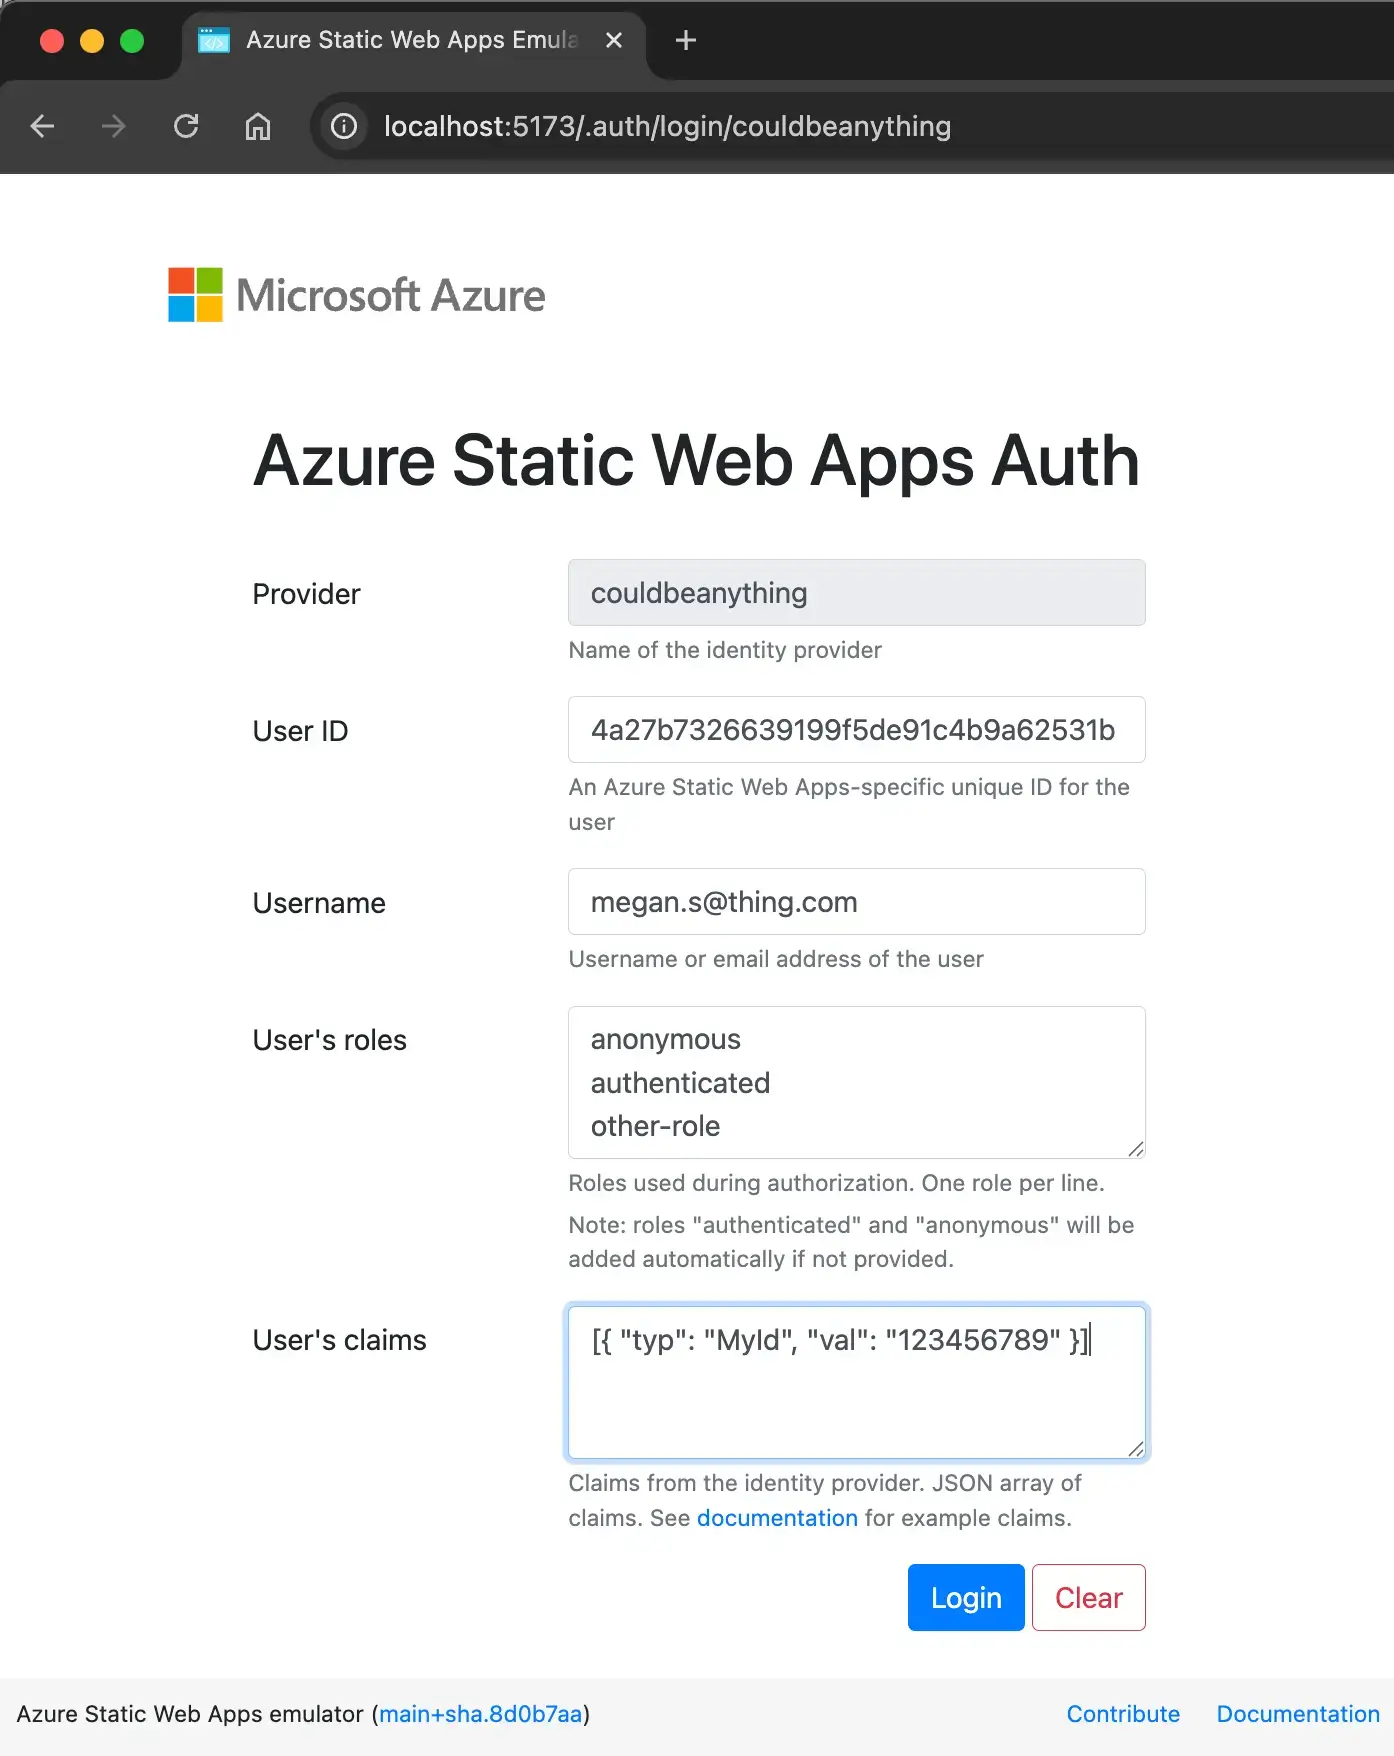 Azure Static Web Apps Emula
localhost:5173/.auth/login/couldbeanything
Microsoft Azure
Azure Static Web Apps Auth
Provider
couldbeanything
Name of the identity provider
User ID
4a27b7326639199f5de91c4b9a62531b
An Azure Static Web Apps-specific unique ID for the
user
Username
megan.s@thing.com
Username or email address of the user
User's roles
anonymous
authenticated
other-role
Roles used during authorization. One role per line.
Note: roles "authenticated" and "anonymous" will be
added automatically if not provided.
User's claims
[{ "typ": "MyId", "val": "123456789" }]
Claims from the identity provider. JSON array of
claims. See documentation for example claims.
Login Clear
Azure Static Web Apps emulator (main+sha.8d0b7aa) Contribute Documentation